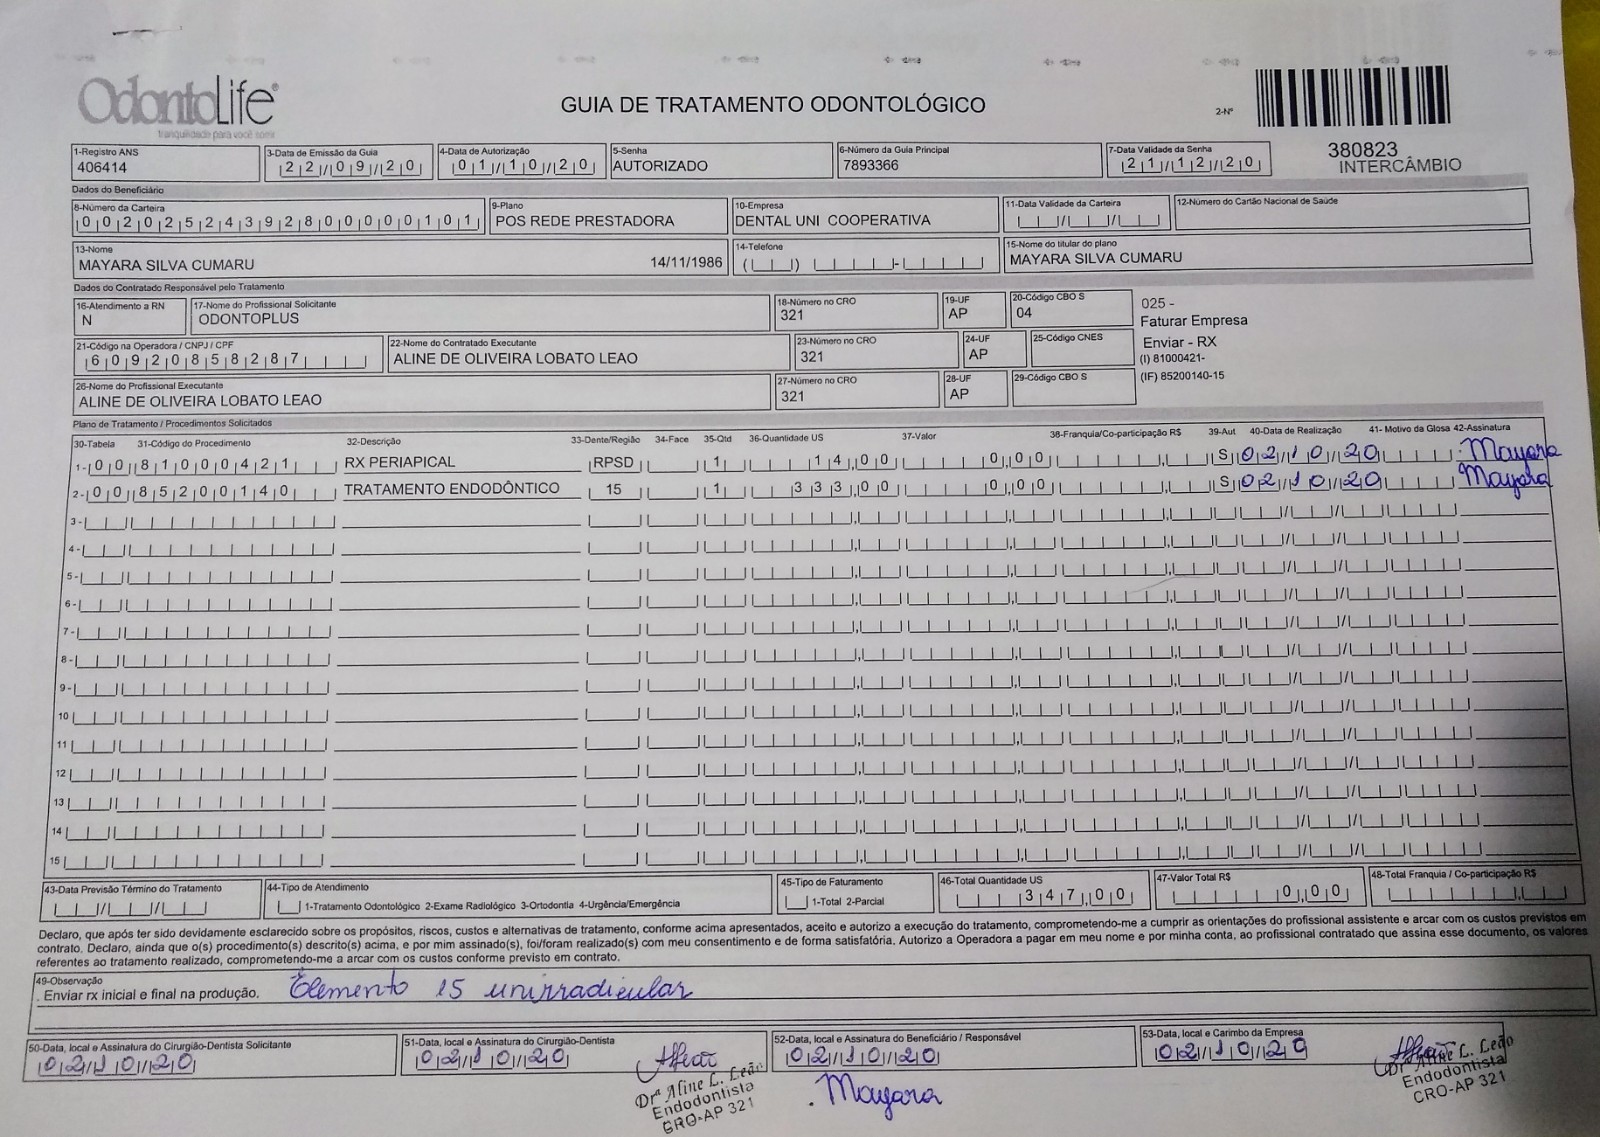 OdontoLife
tranquilidade para você sorrir
GUIA DE TRATAMENTO ODONTOLÓGICO
2-Nº
380823
INTERCÂMBIO
1-Registro ANS
406414
3-Data de Emissão da Guia
22/09/20
4-Data de Autorização
01/10/20
5-Senha
AUTORIZADO
6-Número da Guia Principal
7893366
7-Data Validade da Senha
21/12/20
Dados do Beneficiário
8-Número da Carteira
00202524392800000101
9-Plano
POS REDE PRESTADORA
10-Empresa
DENTAL UNI COOPERATIVA
11-Data Validade da Carteira
12-Número do Cartão Nacional de Saúde
13-Nome
MAYARA SILVA CUMARU 14/11/1986
14-Telefone
15-Nome do titular do plano
MAYARA SILVA CUMARU
Dados do Contratado Responsável pelo Tratamento
16-Atendimento a RN
N
17-Nome do Profissional Solicitante
ODONTOPLUS
18-Número no CRO
321
19-UF
AP
20-Código CBO S
04
025 -
Faturar Empresa
Enviar - RX
(I) 81000421-
(IF) 85200140-15
21-Código na Operadora / CNPJ / CPF
60920858287
22-Nome do Contratado Executante
ALINE DE OLIVEIRA LOBATO LEAO
23-Número no CRO
321
24-UF
AP
25-Código CNES
26-Nome do Profissional Executante
ALINE DE OLIVEIRA LOBATO LEAO
27-Número no CRO
321
28-UF
AP
29-Código CBO S
Plano de Tratamento / Procedimentos Solicitados
30-Tabela 31-Código do Procedimento 32-Descrição 33-Dente/Região 34-Face 35-Qtd 36-Quantidade US 37-Valor 38-Franquia/Co-participação R$ 39-Aut 40-Data de Realização 41- Motivo da Glosa 42-Assinatura
1- 00 81000421 RX PERIAPICAL RPSD 1 14,00 0,00 S 02/10/20 Mayara
2- 00 85200140 TRATAMENTO ENDODÔNTICO 15 1 333,00 0,00 S 02/10/20 Mayara
3-
4-
5-
6-
7-
8-
9-
10
11
12
13
14
15
43-Data Previsão Término do Tratamento
44-Tipo de Atendimento
1-Tratamento Odontológico 2-Exame Radiológico 3-Ortodontia 4-Urgência/Emergência
45-Tipo de Faturamento
1-Total 2-Parcial
46-Total Quantidade US
347,00
47-Valor Total R$
0,00
48-Total Franquia / Co-participação R$
Declaro, que após ter sido devidamente esclarecido sobre os propósitos, riscos, custos e alternativas de tratamento, conforme acima apresentados, aceito e autorizo a execução do tratamento, comprometendo-me a cumprir as orientações do profissional assistente e arcar com os custos previstos em
contrato. Declaro, ainda que o(s) procedimento(s) descrito(s) acima, e por mim assinado(s), foi/foram realizado(s) com meu consentimento e de forma satisfatória. Autorizo a Operadora a pagar em meu nome e por minha conta, ao profissional contratado que assina esse documento, os valores
referentes ao tratamento realizado, comprometendo-me a arcar com os custos conforme previsto em contrato.
49-Observação
. Enviar rx inicial e final na produção. Elemento 15 unirradicular
50-Data, local e Assinatura do Cirurgião-Dentista Solicitante
02/10/20
51-Data, local e Assinatura do Cirurgião-Dentista
02/10/20
Drª Aline L. Leão
Endodontista
CRO-AP 321
52-Data, local e Assinatura do Beneficiário / Responsável
02/10/20
. Mayara
53-Data, local e Carimbo da Empresa
02/10/20
Drª Aline L. Leão
Endodontista
CRO-AP 321